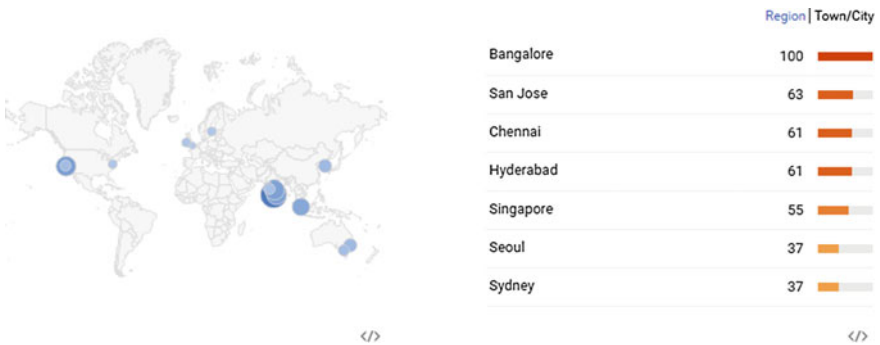 Region | Town/City
Bangalore 100
San Jose 63
Chennai 61
Hyderabad 61
Singapore 55
Seoul 37
Sydney 37
</> </>